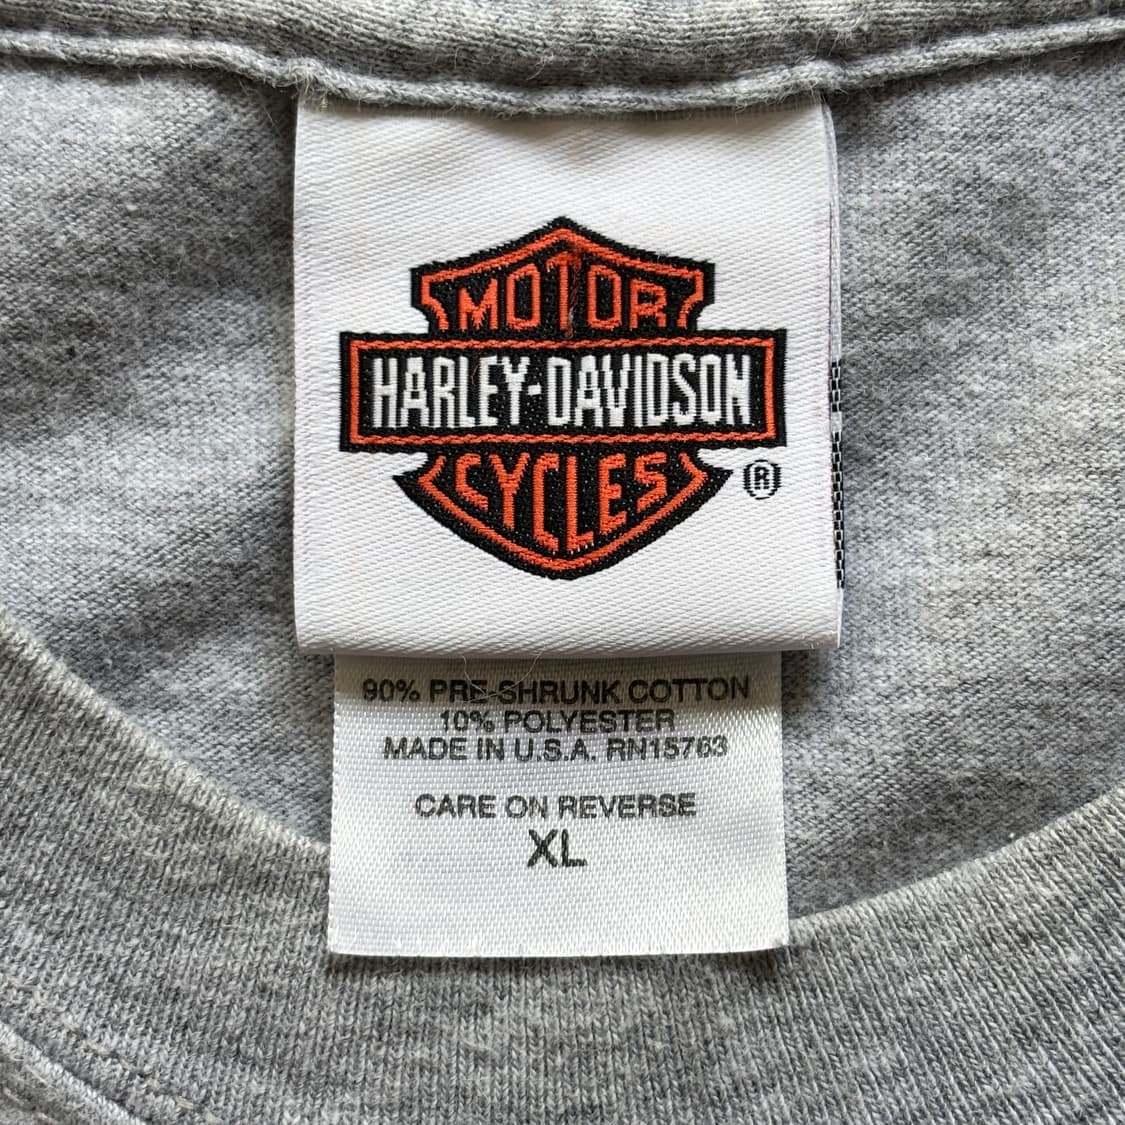 MOTOR
HARLEY-DAVIDSON
CYCLES
®
90% PRE-SHRUNK COTTON
10% POLYESTER
MADE IN U.S.A. RN15763
CARE ON REVERSE
XL